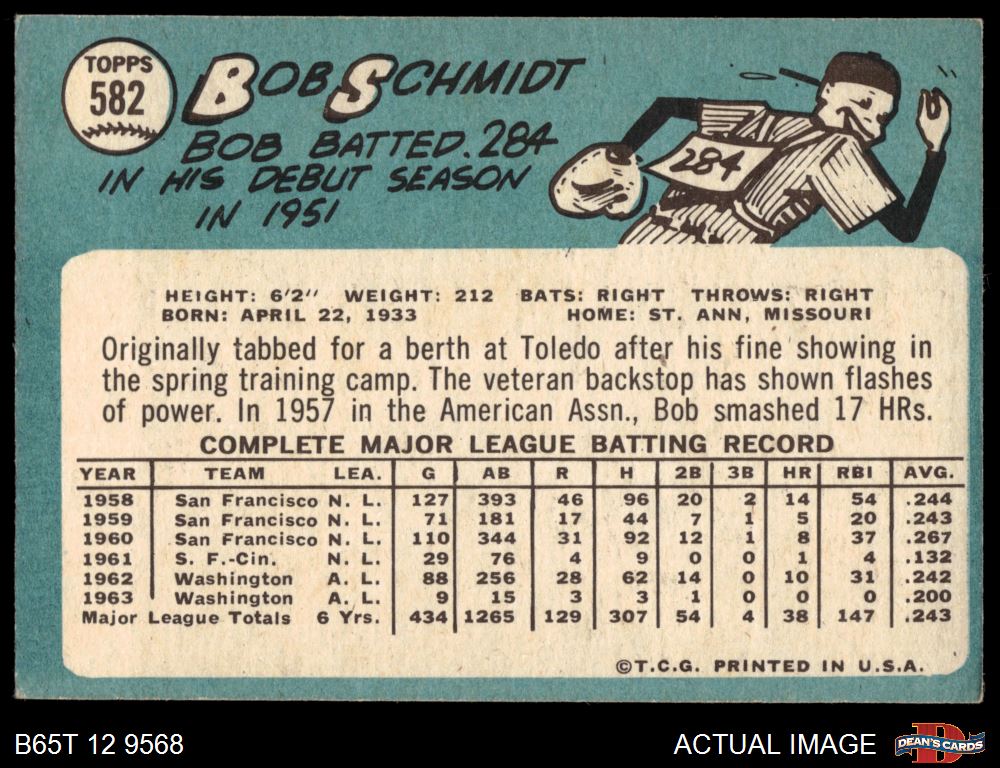 TOPPS
582
BOB SCHMIDT
BOB BATTED .284
IN HIS DEBUT SEASON
IN 1951
284
HEIGHT: 6'2" WEIGHT: 212 BATS: RIGHT THROWS: RIGHT
BORN: APRIL 22, 1933 HOME: ST. ANN, MISSOURI
Originally tabbed for a berth at Toledo after his fine showing in
the spring training camp. The veteran backstop has shown flashes
of power. In 1957 in the American Assn., Bob smashed 17 HRs.
COMPLETE MAJOR LEAGUE BATTING RECORD
YEAR TEAM LEA. G AB R H 2B 3B HR RBI AVG.
1958 San Francisco N. L. 127 393 46 96 20 2 14 54 .244
1959 San Francisco N. L. 71 181 17 44 7 1 5 20 .243
1960 San Francisco N. L. 110 344 31 92 12 1 8 37 .267
1961 S. F.-Cin. N. L. 29 76 4 9 0 0 1 4 .132
1962 Washington A. L. 88 256 28 62 14 0 10 31 .242
1963 Washington A. L. 9 15 3 3 1 0 0 0 .200
Major League Totals 6 Yrs. 434 1265 129 307 54 4 38 147 .243
©T.C.G. PRINTED IN U.S.A.
B65T 12 9568
ACTUAL IMAGE
D
DEAN'S CARDS